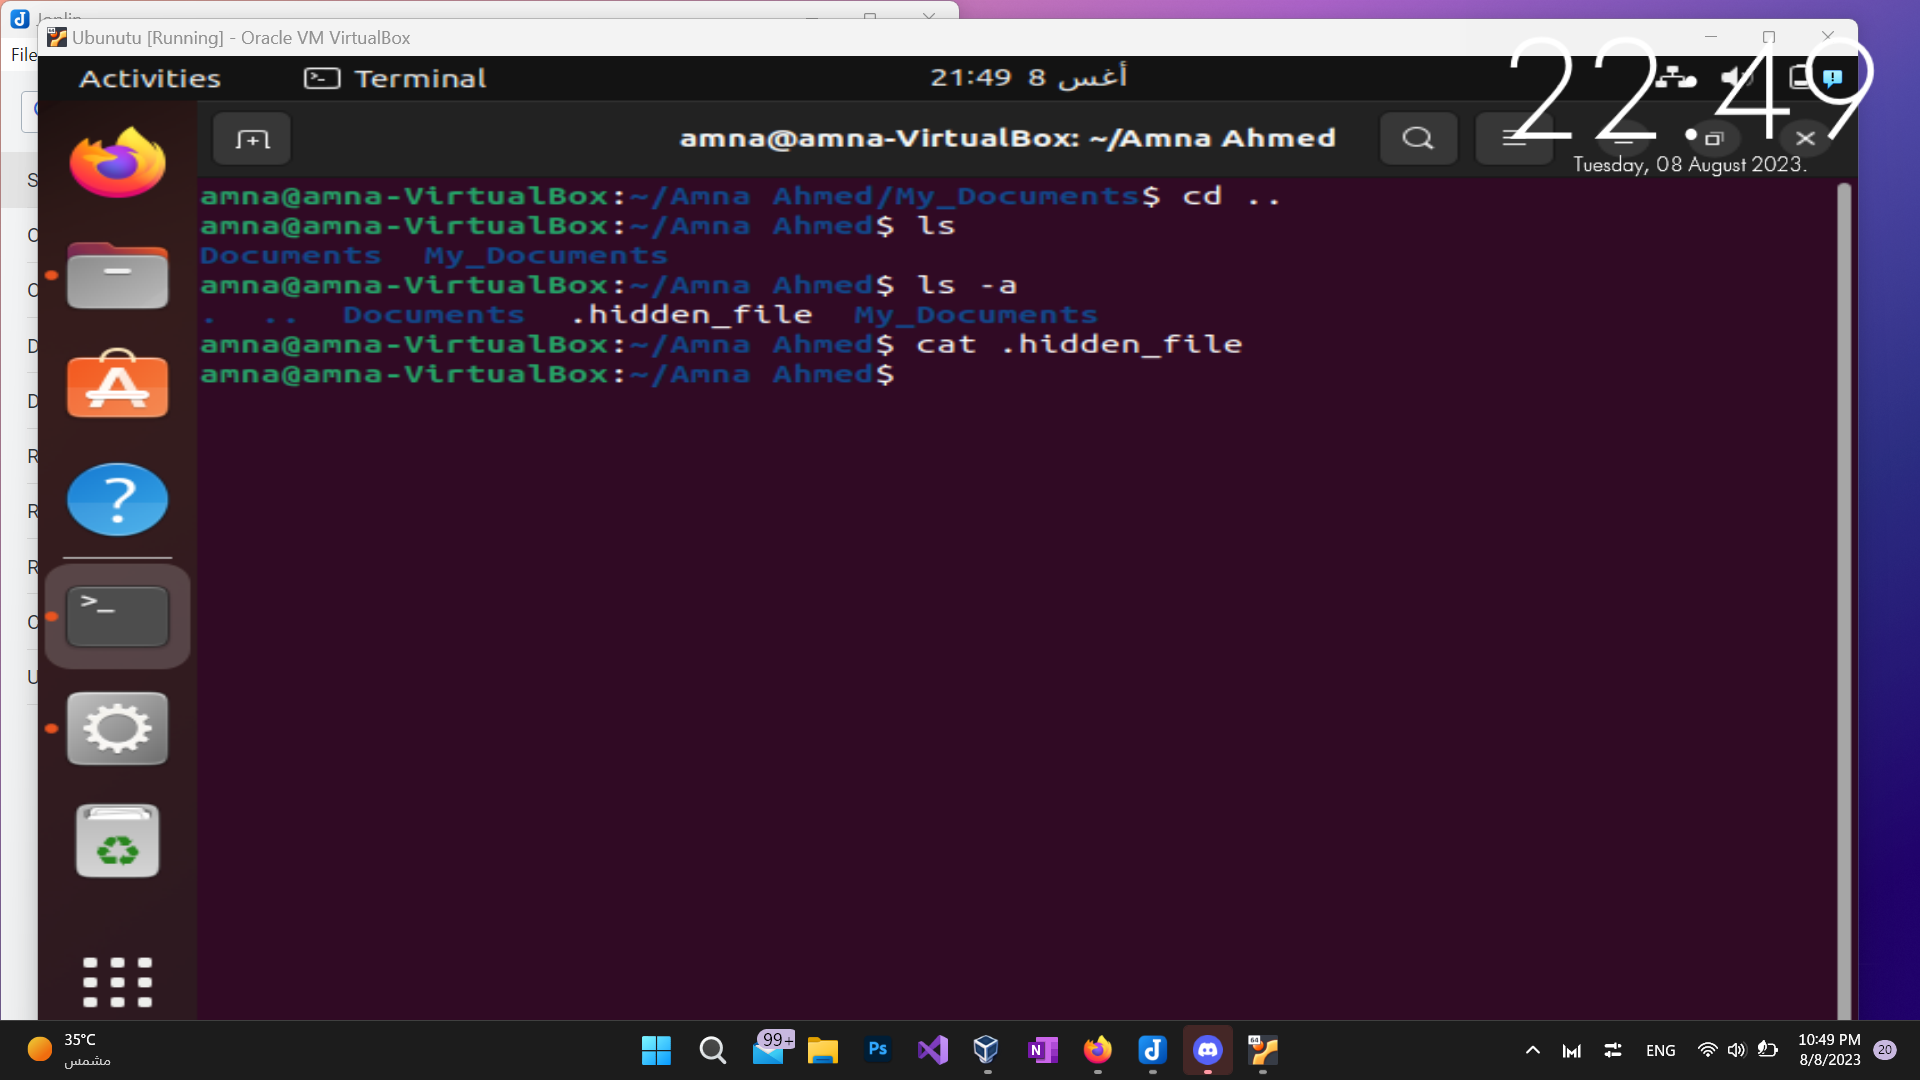 Joplin
Ubunutu [Running] - Oracle VM VirtualBox
File
Activities
Terminal
21:49 8 أغس
22:49
Tuesday, 08 August 2023.
amna@amna-VirtualBox: ~/Amna Ahmed
amna@amna-VirtualBox:~/Amna Ahmed/My_Documents$ cd ..
amna@amna-VirtualBox:~/Amna Ahmed$ ls
Documents My_Documents
amna@amna-VirtualBox:~/Amna Ahmed$ ls -a
. .. Documents .hidden_file My_Documents
amna@amna-VirtualBox:~/Amna Ahmed$ cat .hidden_file
amna@amna-VirtualBox:~/Amna Ahmed$
35°C
مشمس
99+
Ps
ENG
10:49 PM
8/8/2023
20